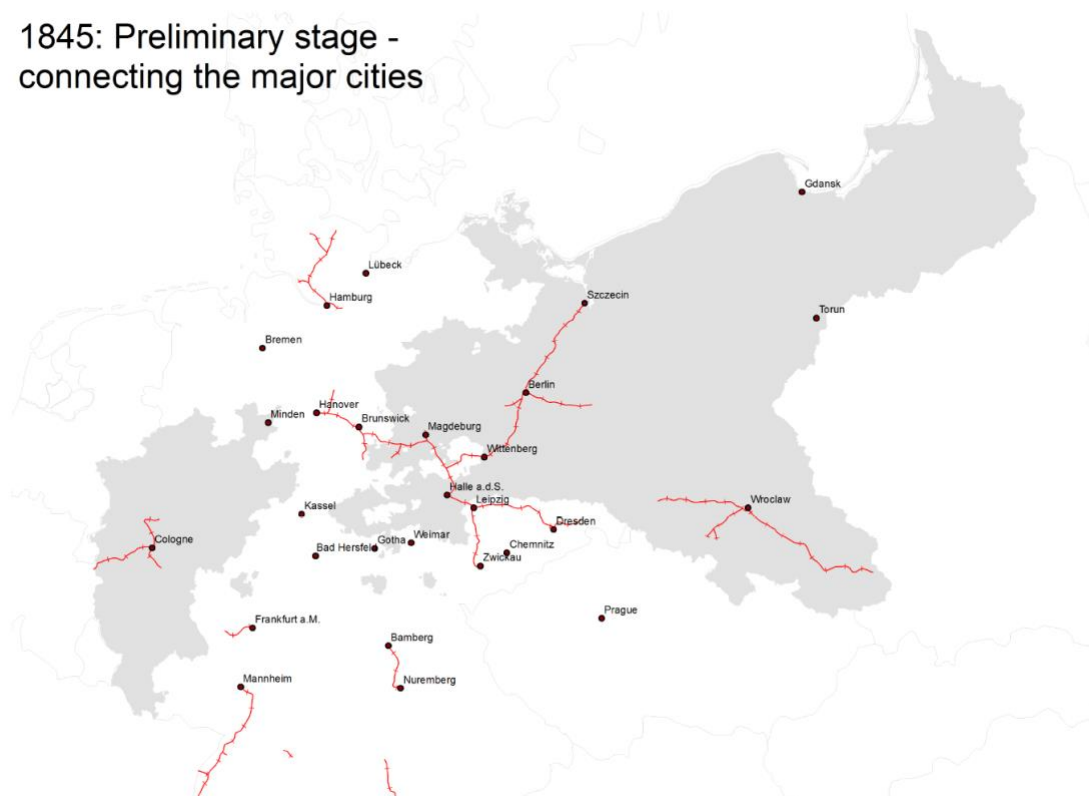 1845: Preliminary stage -
connecting the major cities
Gdansk
Lübeck
Szczecin
Hamburg
Torun
Bremen
Berlin
Hanover
Minden
Brunswick
Magdeburg
Wittenberg
Halle a.d.S.
Leipzig
Wroclaw
Kassel
Dresden
Cologne
Weimar
Gotha
Bad Hersfeld
Chemnitz
Zwickau
Prague
Frankfurt a.M.
Bamberg
Mannheim
Nuremberg